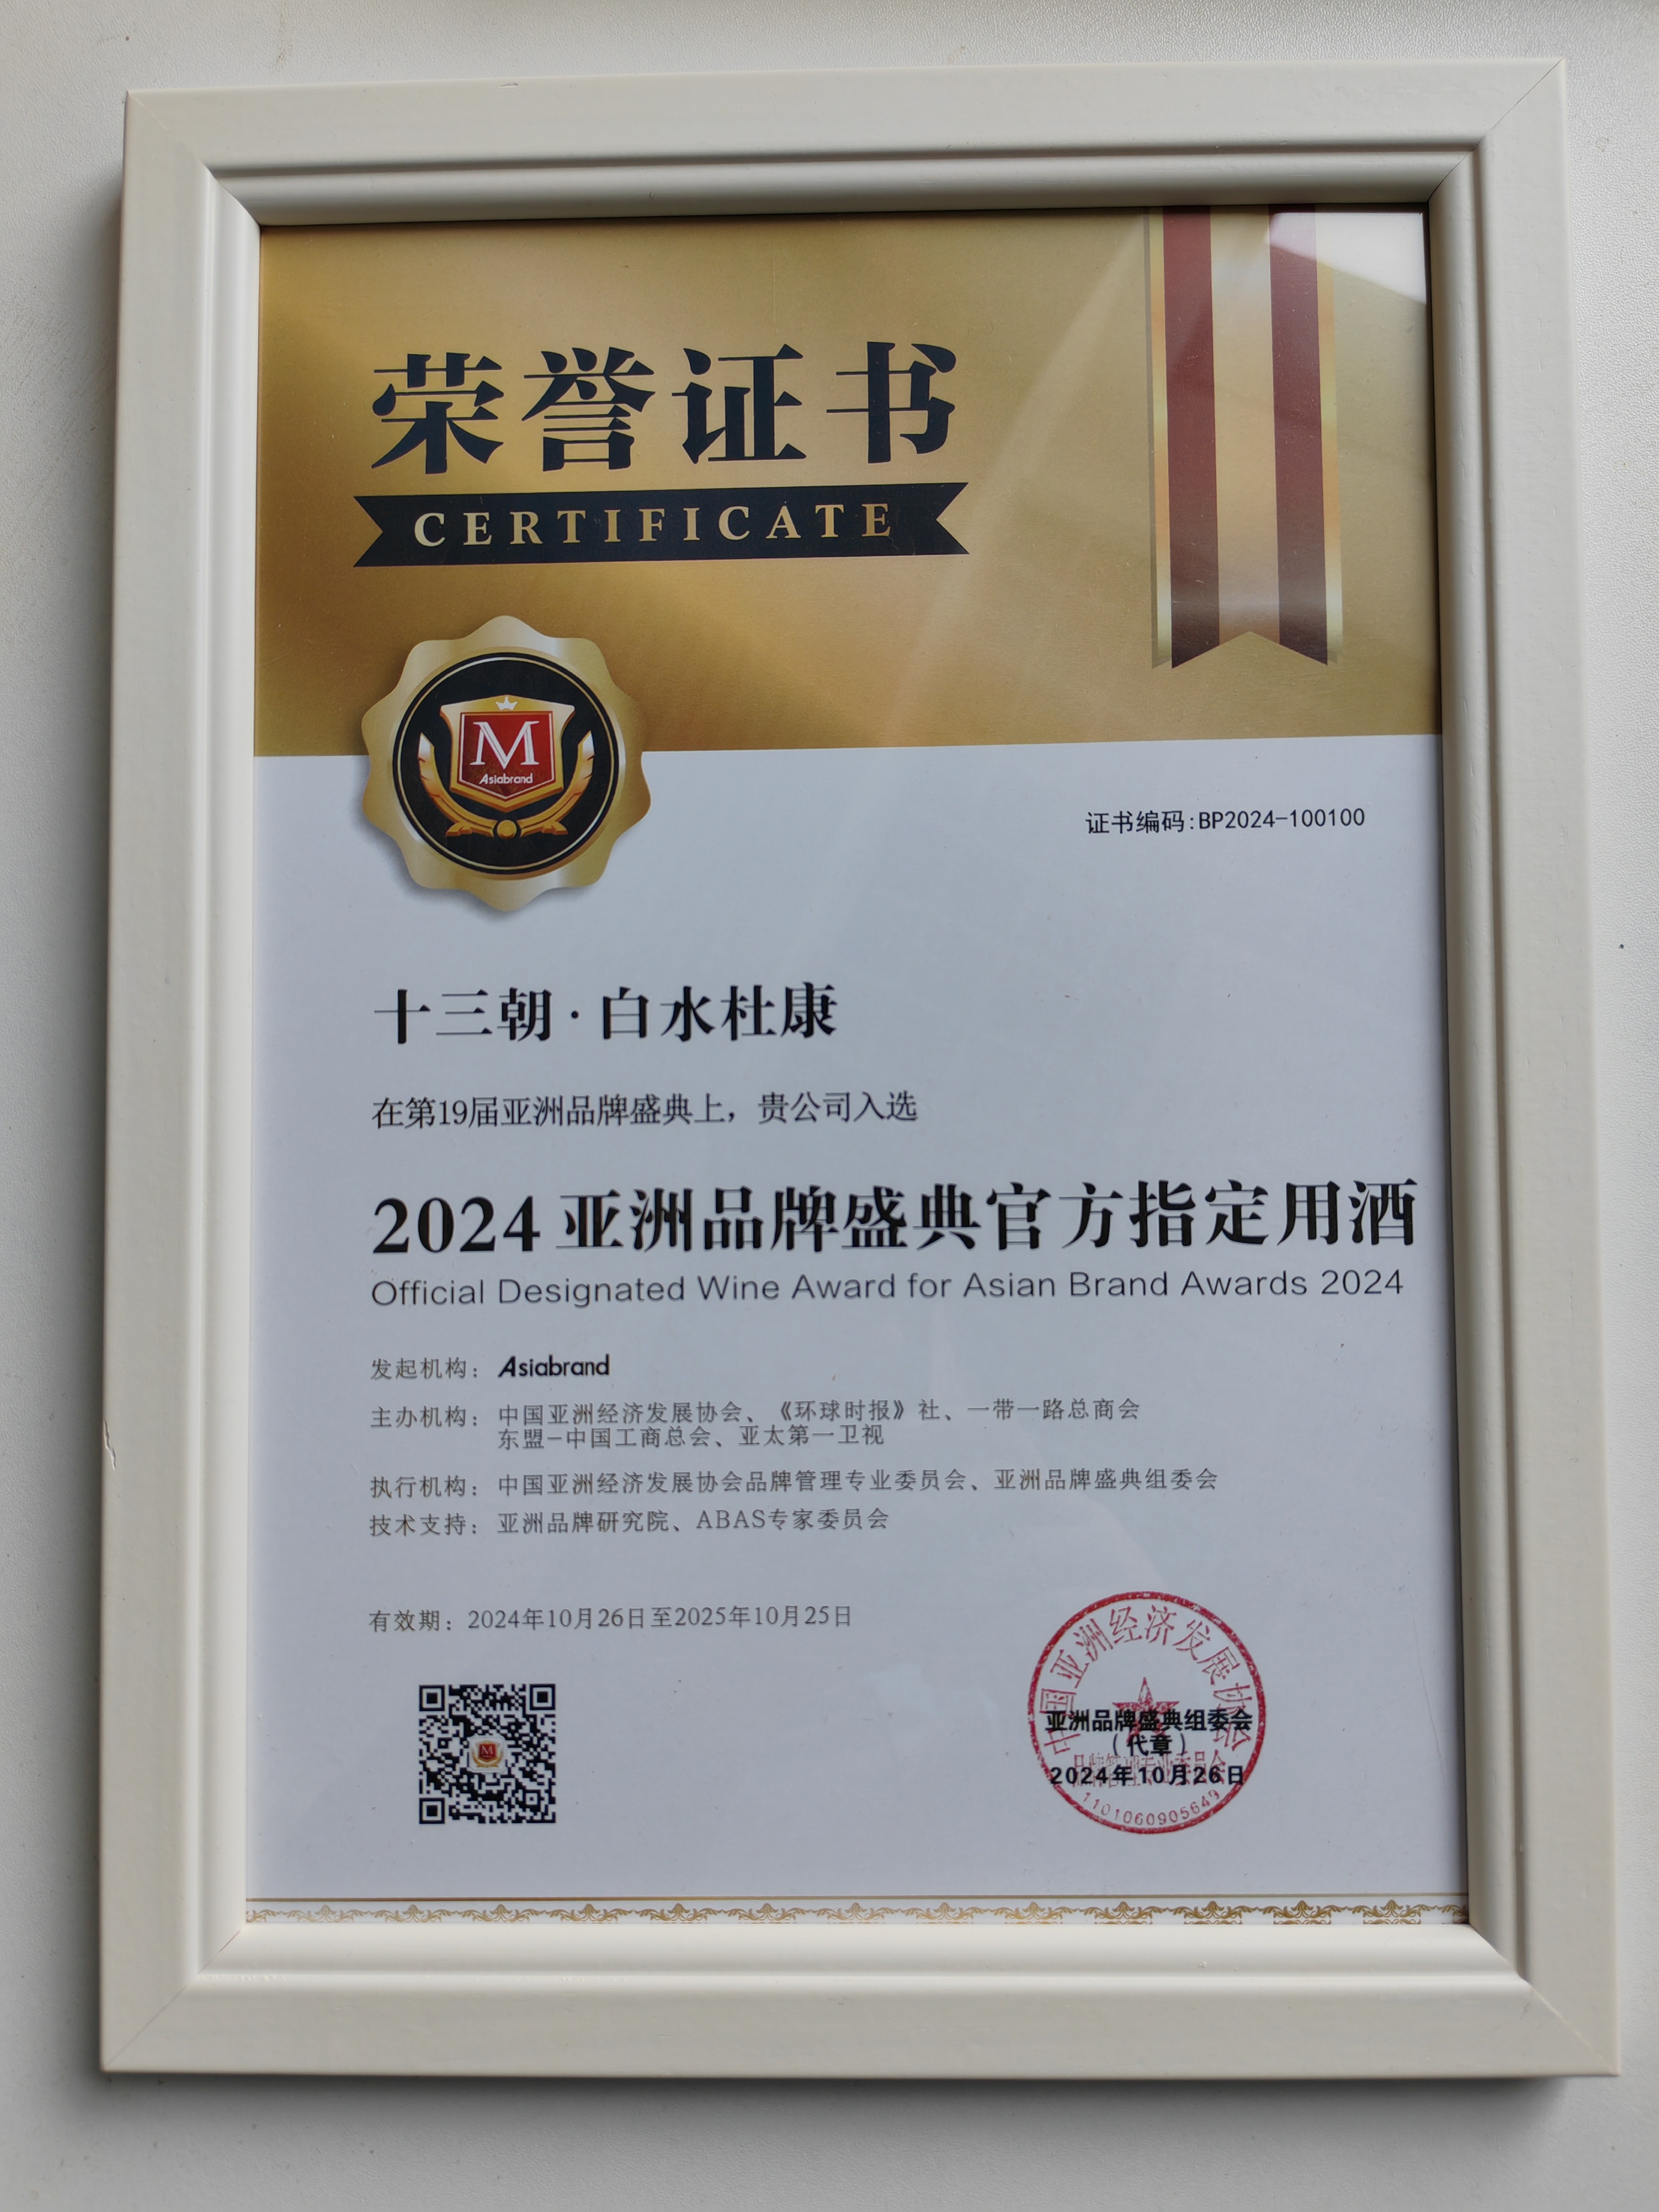 荣誉证书
CERTIFICATE
M
Asiabrand
证书编码:BP2024-100100
十三朝·白水杜康
在第19届亚洲品牌盛典上，贵公司入选
2024亚洲品牌盛典官方指定用酒
Official Designated Wine Award for Asian Brand Awards 2024
发起机构：Asiabrand
主办机构：中国亚洲经济发展协会、《环球时报》社、一带一路总商会
东盟-中国工商总会、亚太第一卫视
执行机构：中国亚洲经济发展协会品牌管理专业委员会、亚洲品牌盛典组委会
技术支持：亚洲品牌研究院、ABAS专家委员会
有效期：2024年10月26日至2025年10月25日
中国亚洲经济发展协会
亚洲品牌盛典组委会
（代章）
品牌管理专业委员会
2024年10月26日
1101060905649